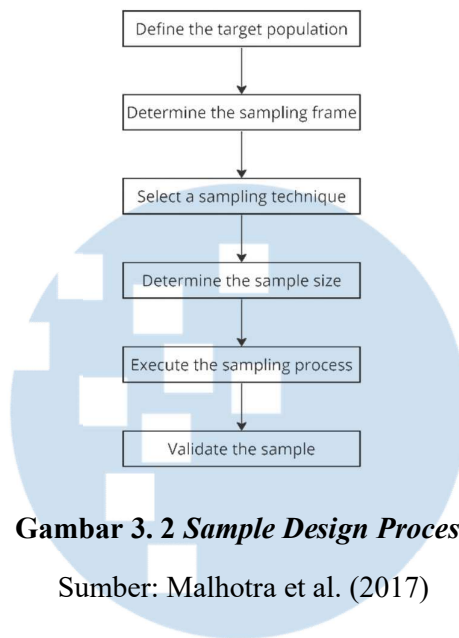 Define the target population
Determine the sampling frame
Select a sampling technique
Determine the sample size
Execute the sampling process
Validate the sample
Gambar 3. 2 Sample Design Proces
Sumber: Malhotra et al. (2017)